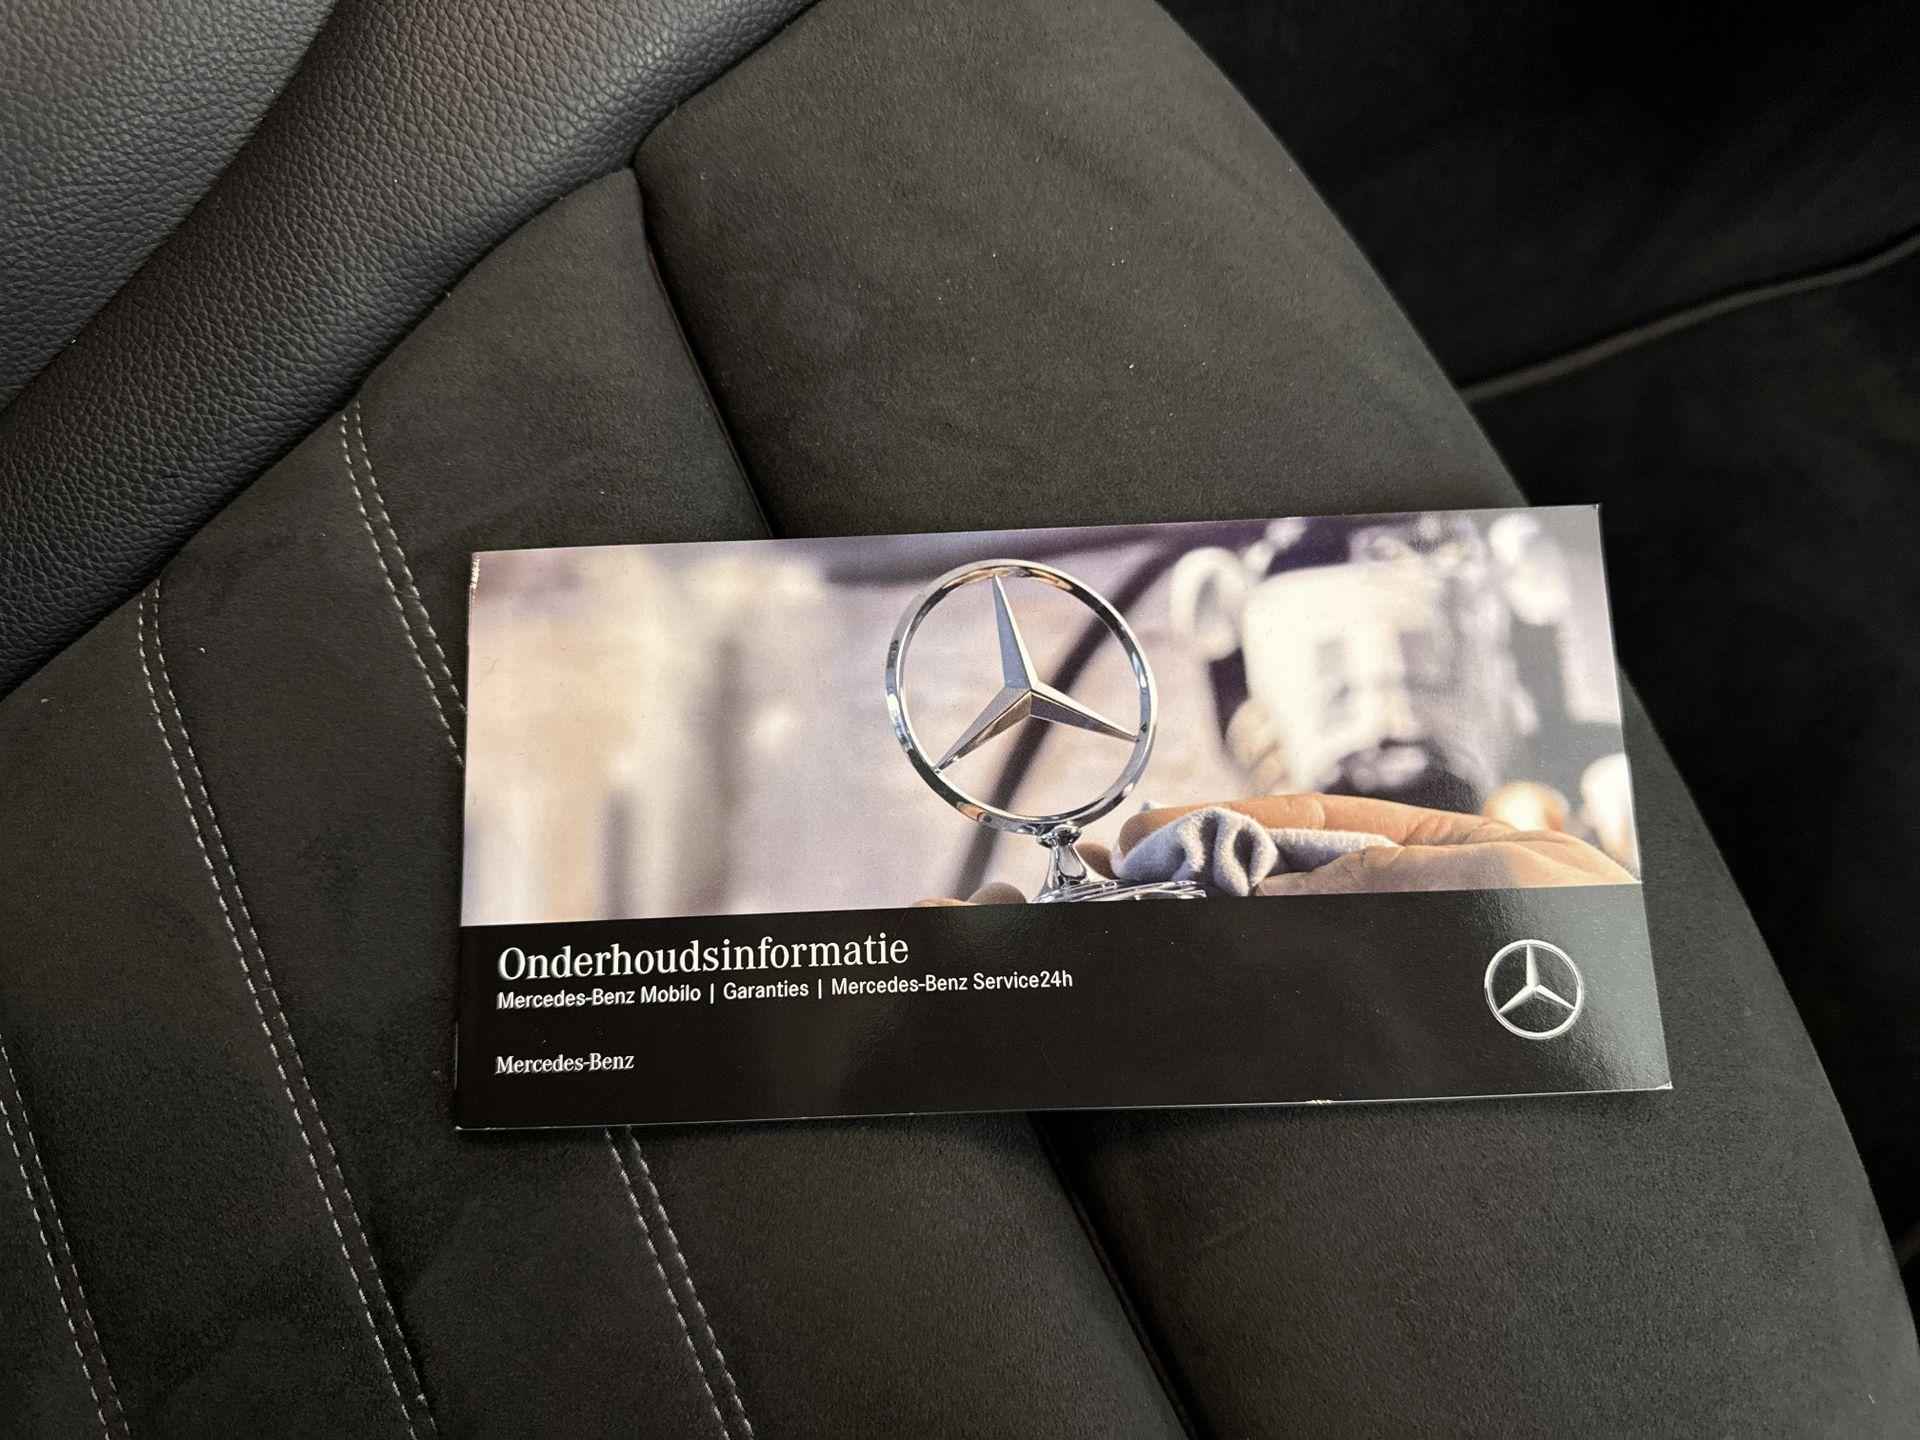 Onderhoudsinformatie
Mercedes-Benz Mobilo | Garanties | Mercedes-Benz Service24h
Mercedes-Benz